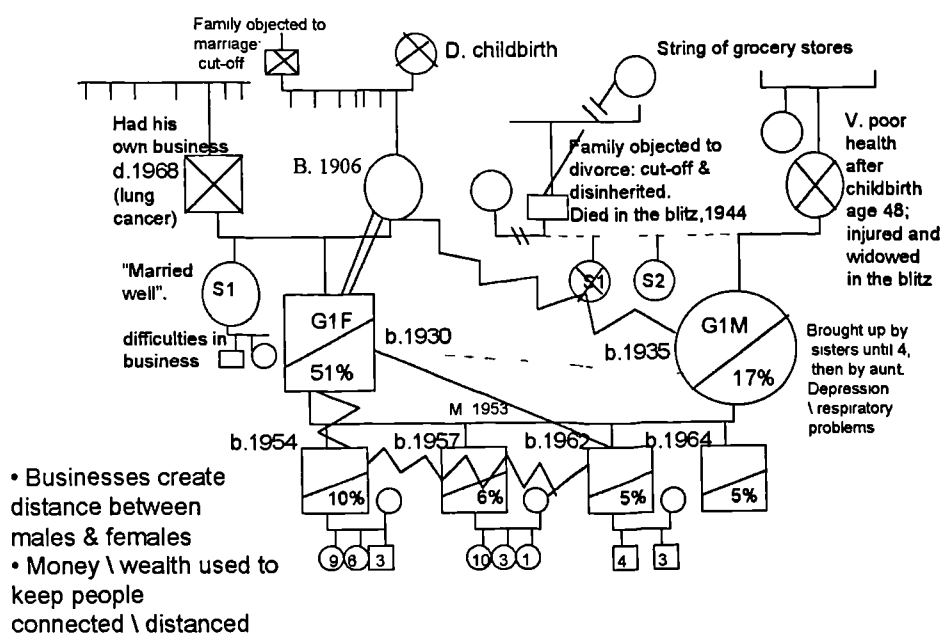 Family objected to
marriage:
cut-off
D. childbirth
String of grocery stores
Had his
own business
d.1968
(lung
cancer)
B. 1906
Family objected to
divorce: cut-off &
disinherited.
Died in the blitz, 1944
V. poor
health
after
childbirth
age 48;
injured and
widowed
in the blitz
"Married
well".
S1
S1
S2
difficulties in
business
G1F
51%
b.1930
b.1935
G1M
17%
Brought up by
sisters until 4,
then by aunt.
Depression
\ respiratory
problems
M 1953
b.1954
b.1957
b.1962
b.1964
10%
6%
5%
5%
9
6
3
10
3
1
4
3
• Businesses create
distance between
males & females
• Money \ wealth used to
keep people
connected \ distanced